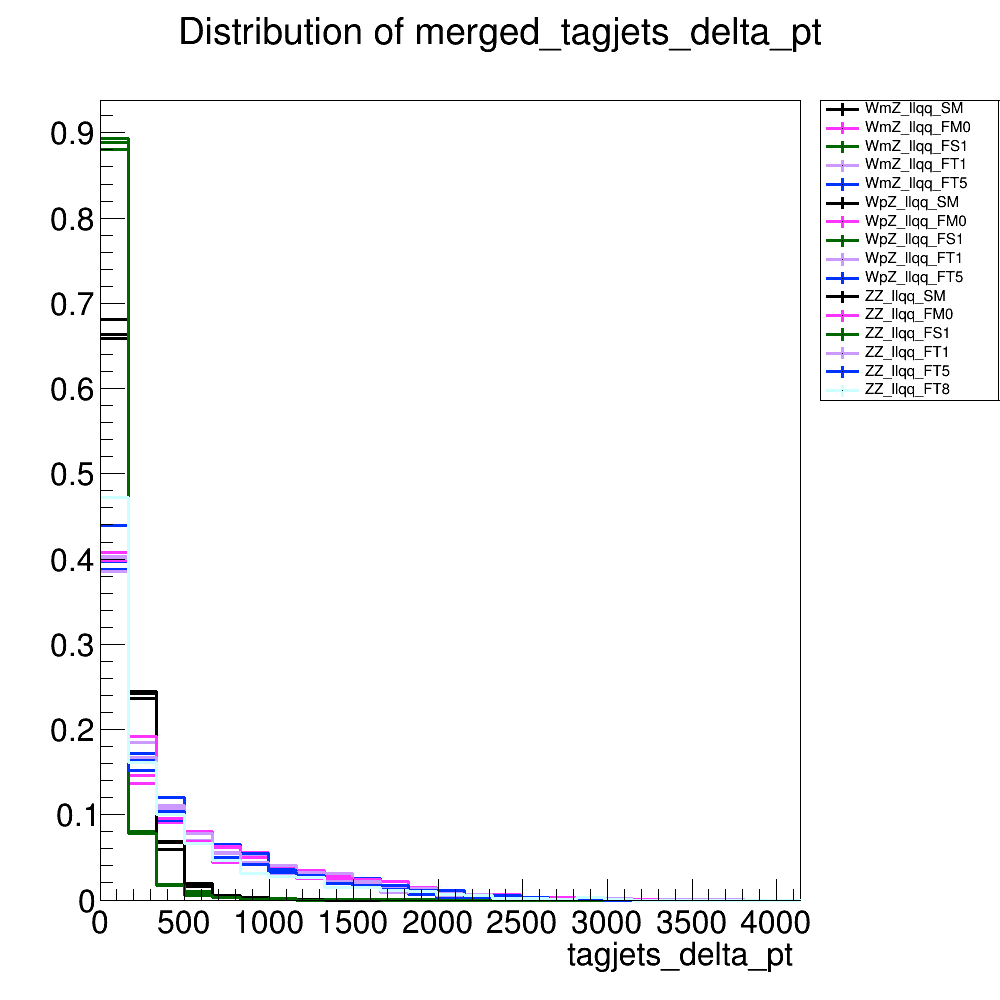 Distribution of merged_tagjets_delta_pt
WmZ_llqq_SM
WmZ_llqq_FM0
WmZ_llqq_FS1
WmZ_llqq_FT1
WmZ_llqq_FT5
WpZ_llqq_SM
WpZ_llqq_FM0
WpZ_llqq_FS1
WpZ_llqq_FT1
WpZ_llqq_FT5
ZZ_llqq_SM
ZZ_llqq_FM0
ZZ_llqq_FS1
ZZ_llqq_FT1
ZZ_llqq_FT5
ZZ_llqq_FT8
0.9
0.8
0.7
0.6
0.5
0.4
0.3
0.2
0.1
0
0 500 1000 1500 2000 2500 3000 3500 4000
tagjets_delta_pt